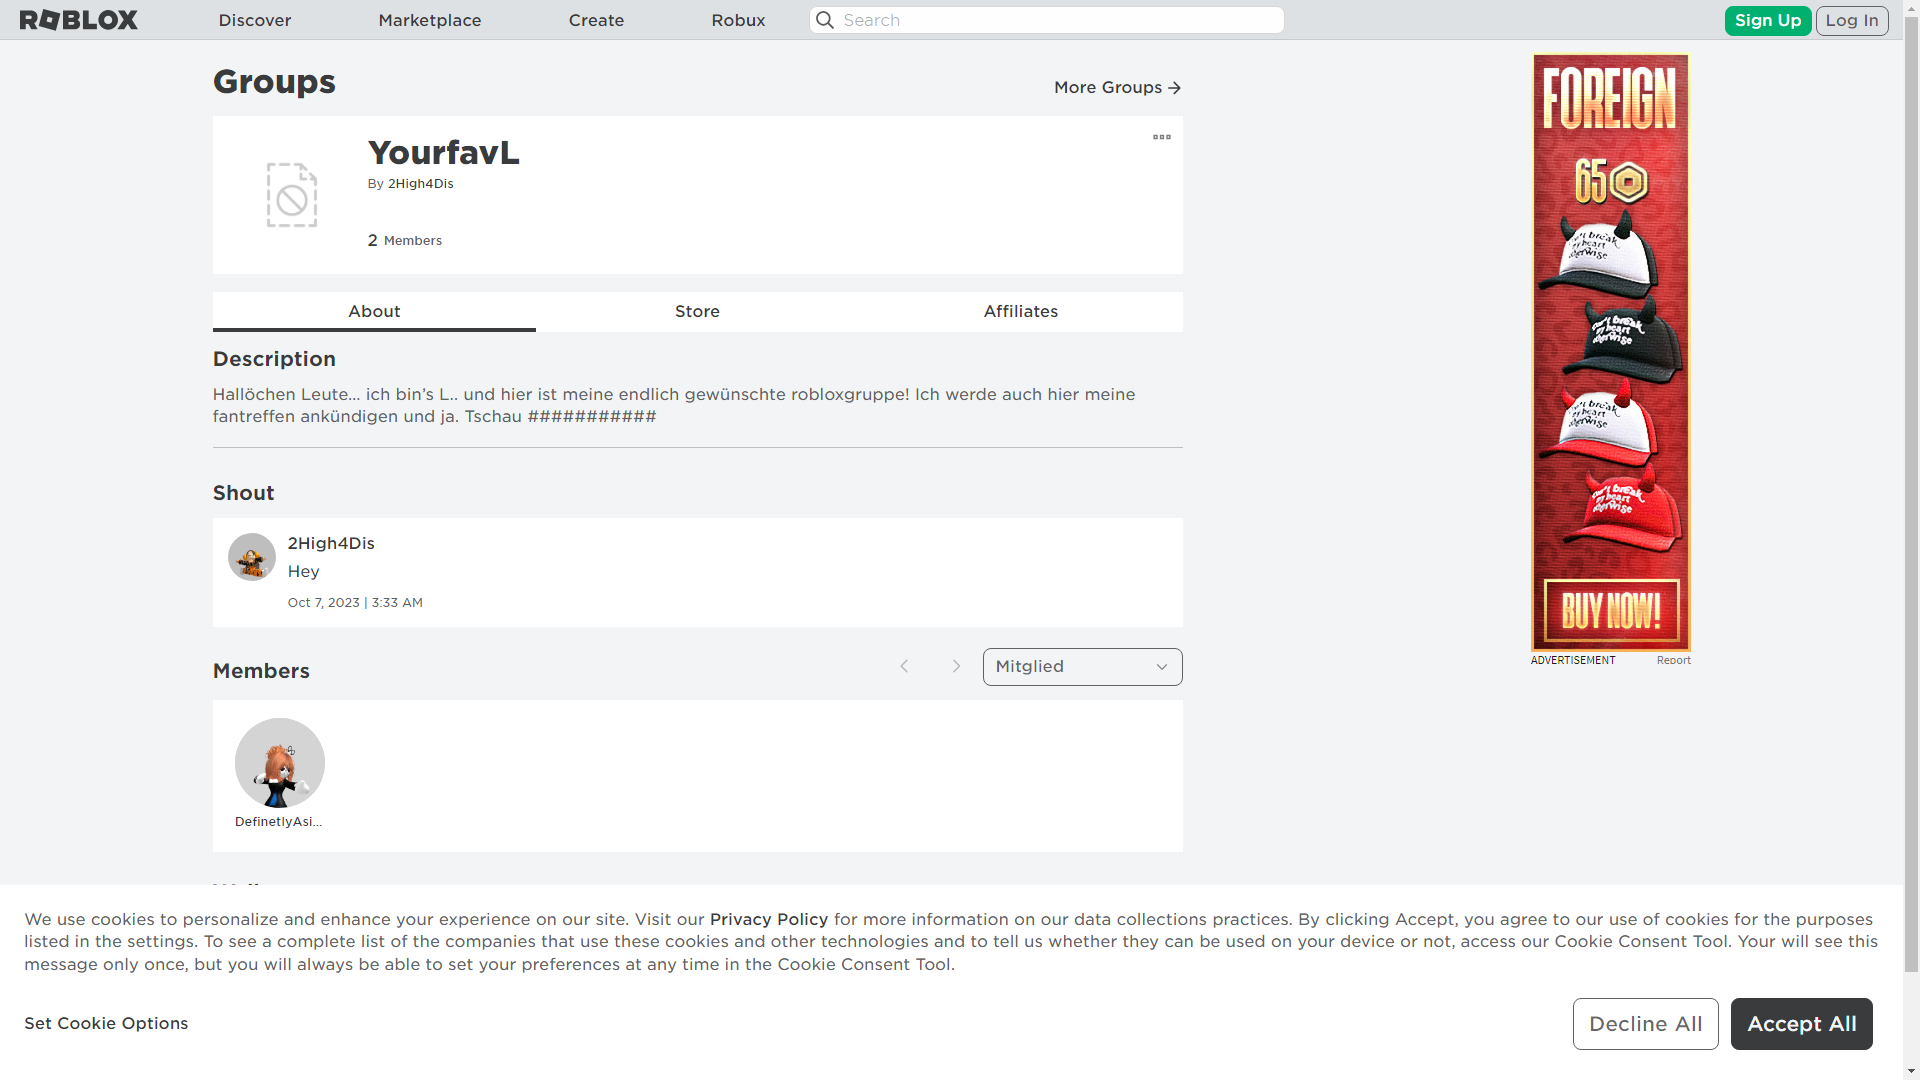 ROBLOX
Discover
Marketplace
Create
Robux
Search
Sign Up
Log In
Groups
More Groups
YourfavL
By 2High4Dis
2 Members
About
Store
Affiliates
Description
Hallöchen Leute... ich bin’s L.. und hier ist meine endlich gewünschte robloxgruppe! Ich werde auch hier meine
fantreffen ankündigen und ja. Tschau ###########
Shout
2High4Dis
Hey
Oct 7, 2023 | 3:33 AM
Members
Mitglied
DefinetlyAsi...
FOREIGN
65
BUY NOW!
ADVERTISEMENT
Report
We use cookies to personalize and enhance your experience on our site. Visit our Privacy Policy for more information on our data collections practices. By clicking Accept, you agree to our use of cookies for the purposes
listed in the settings. To see a complete list of the companies that use these cookies and other technologies and to tell us whether they can be used on your device or not, access our Cookie Consent Tool. Your will see this
message only once, but you will always be able to set your preferences at any time in the Cookie Consent Tool.
Set Cookie Options
Decline All
Accept All